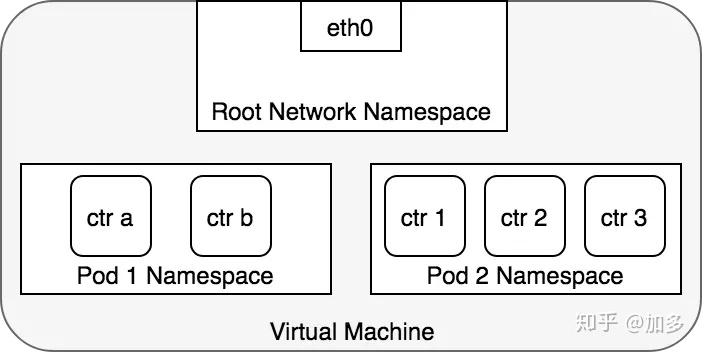 eth0
Root Network Namespace
ctr a
ctr b
Pod 1 Namespace
ctr 1
ctr 2
ctr 3
Pod 2 Namespace
Virtual Machine
知乎 @加多